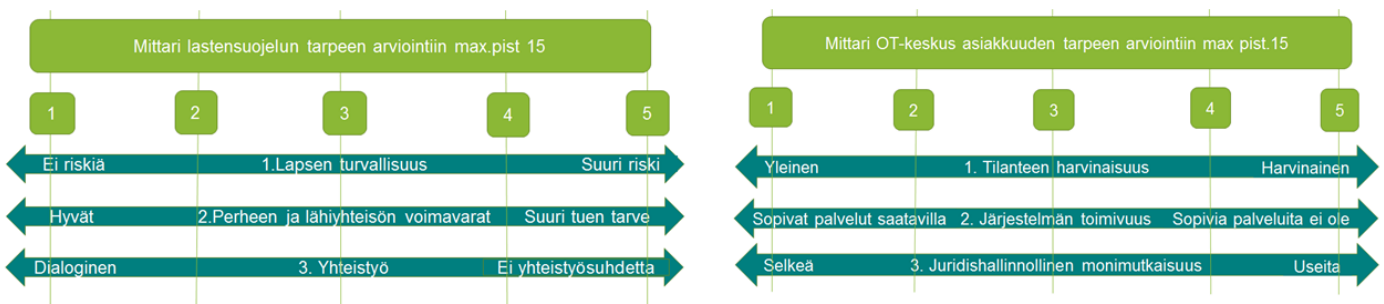 Mittari lastensuojelun tarpeen arviointiin max.pist 15
1 2 3 4 5
Ei riskiä 1.Lapsen turvallisuus Suuri riski
Hyvät 2.Perheen ja lähiyhteisön voimavarat Suuri tuen tarve
Dialoginen 3. Yhteistyö Ei yhteistyösuhdetta
Mittari OT-keskus asiakkuuden tarpeen arviointiin max pist.15
1 2 3 4 5
Yleinen 1. Tilanteen harvinaisuus Harvinainen
Sopivat palvelut saatavilla 2. Järjestelmän toimivuus Sopivia palveluita ei ole
Selkeä 3. Juridishallinnollinen monimutkaisuus Useita